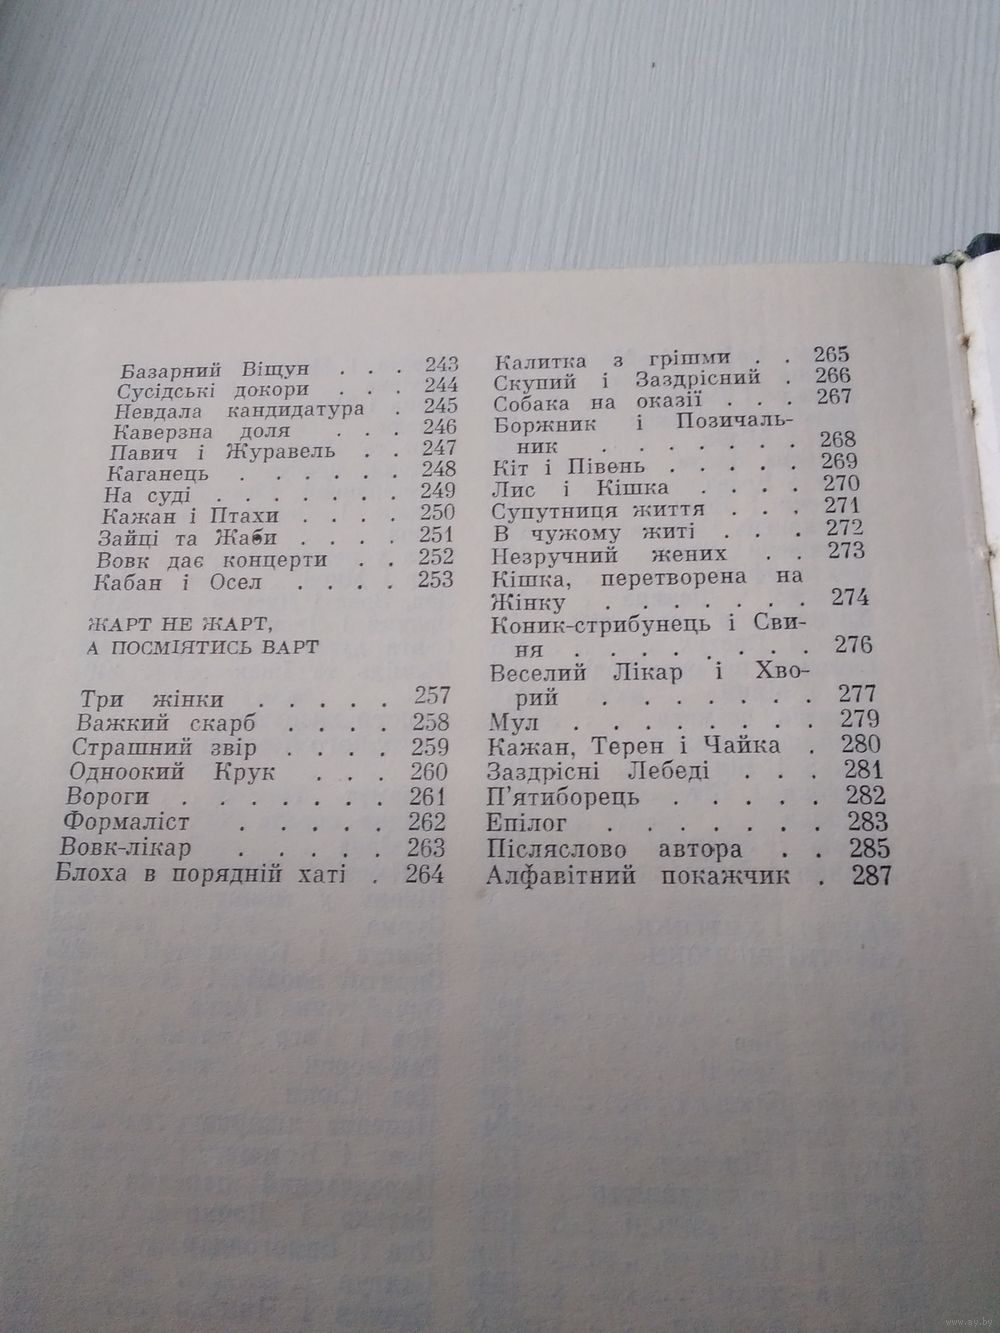 Базарний Віщун . . . 243
Сусідські докори . . . 244
Невдала кандидатура . 245
Каверзна доля . . . 246
Павич і Журавель . . 247
Каганець . . . . . . 248
На суді . . . . . . . 249
Кажан і Птахи . . . . 250
Зайці та Жаби . . . . 251
Вовк дає концерти . . 252
Кабан і Осел . . . . 253
ЖАРТ НЕ ЖАРТ,
А ПОСМІЯТИСЬ ВАРТ
Три жінки . . . . . 257
Важкий скарб . . . . 258
Страшний звір . . . . 259
Одноокий Крук . . . 260
Вороги . . . . . . . 261
Формаліст . . . . . 262
Вовк-лікар . . . . . 263
Блоха в порядній хаті . 264
Калитка з грішми . . 265
Скупий і Заздрісний . 266
Собака на оказії . . . 267
Боржник і Позичаль-
ник . . . . . . . 268
Кіт і Півень . . . . . 269
Лис і Кішка . . . . 270
Супутниця життя . . . 271
В чужому житі . . . 272
Незручний жених . . 273
Кішка, перетворена на
Жінку . . . . . . . 274
Коник-стрибунець і Сви-
ня . . . . . . . . 276
Веселий Лікар і Хво-
рий . . . . . . . 277
Мул . . . . . . . . 279
Кажан, Терен і Чайка . 280
Заздрісні Лебеді . . . 281
П'ятиборець . . . . . 282
Епілог . . . . . . . 283
Післяслово автора . . 285
Алфавітний покажчик . 287
www.ay.by